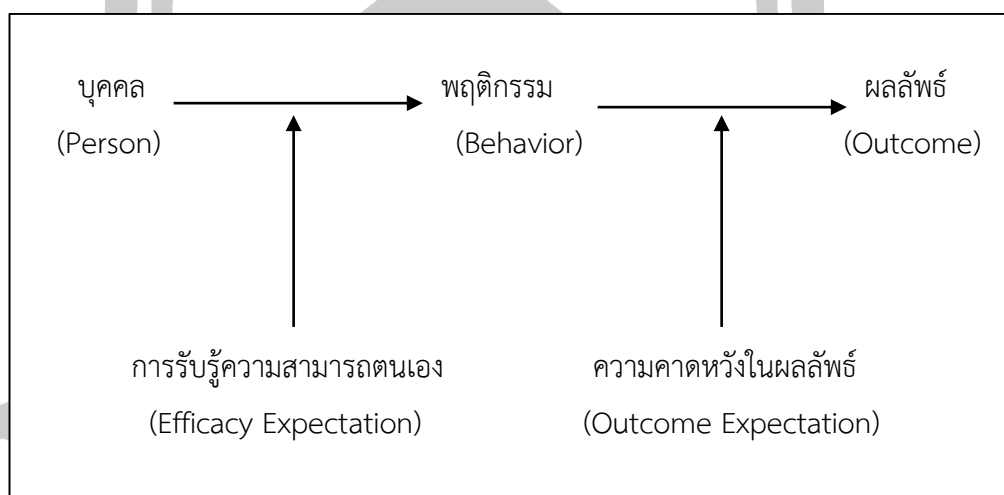 บุคคล พฤติกรรม ผลลัพธ์
(Person) (Behavior) (Outcome)
การรับรู้ความสามารถตนเอง ความคาดหวังในผลลัพธ์
(Efficacy Expectation) (Outcome Expectation)